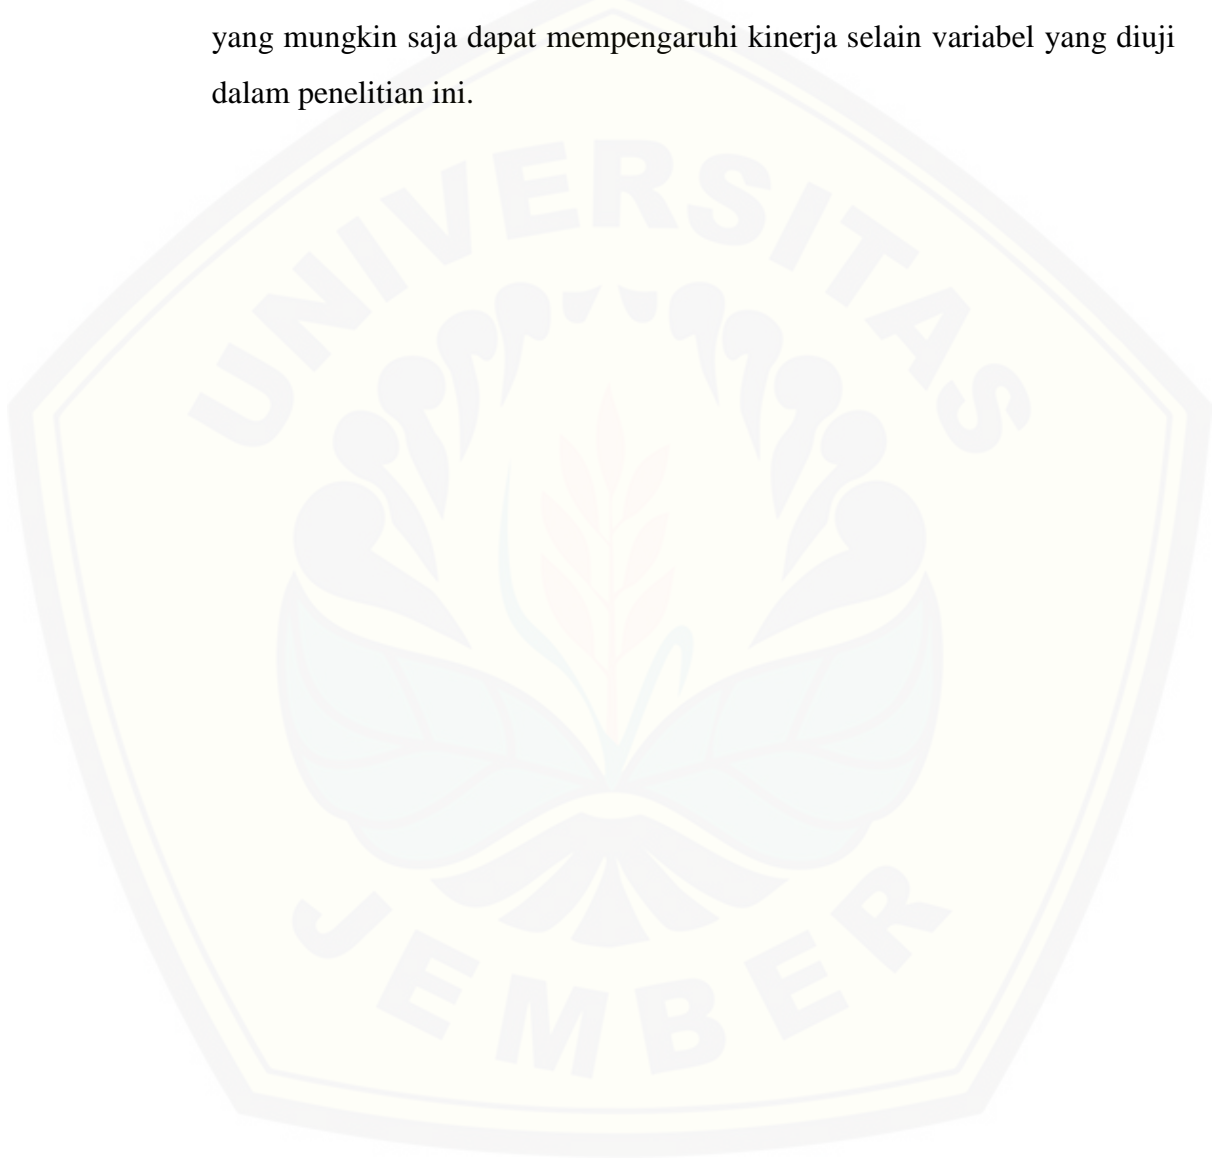 yang mungkin saja dapat mempengaruhi kinerja selain variabel yang diuji
dalam penelitian ini.
UNIVERSITAS
JEMBER